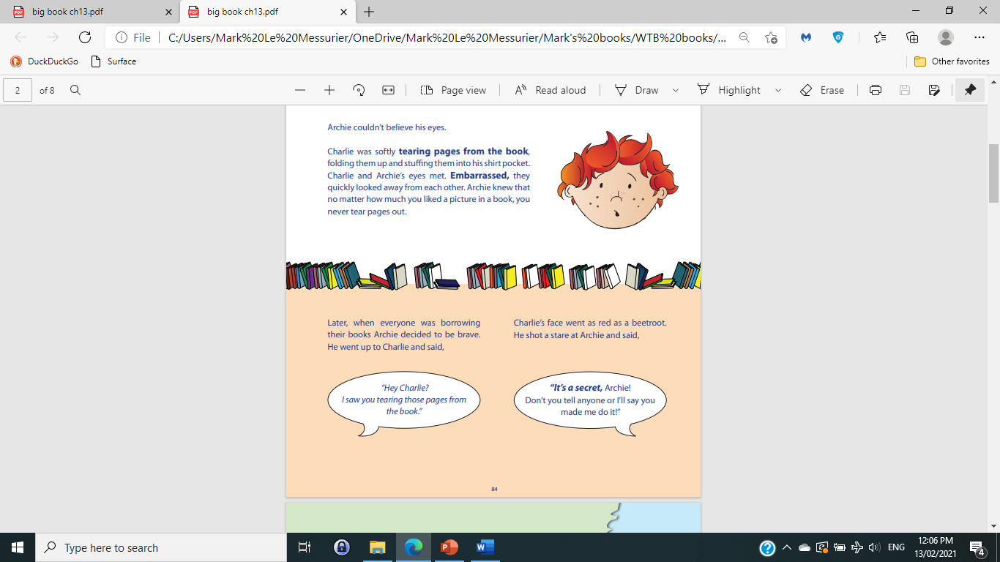 big book ch13.pdf
big book ch13.pdf
File
C:/Users/Mark%20Le%20Messurier/OneDrive/Mark%20Le%20Messurier/Mark's%20books/WTB%20books/...
DuckDuckGo
Surface
Other favorites
2 of 8
Page view
Read aloud
Draw
Highlight
Erase
Archie couldn't believe his eyes.
Charlie was softly tearing pages from the book,
folding them up and stuffing them into his shirt pocket.
Charlie and Archie's eyes met. Embarrassed, they
quickly looked away from each other. Archie knew that
no matter how much you liked a picture in a book, you
never tear pages out.
Later, when everyone was borrowing
their books Archie decided to be brave.
He went up to Charlie and said,
"Hey Charlie?
I saw you tearing those pages from
the book."
Charlie's face went as red as a beetroot.
He shot a stare at Archie and said,
"It's a secret, Archie!
Don't you tell anyone or I'll say you
made me do it!"
84
Type here to search
ENG
12:06 PM
13/02/2021
4